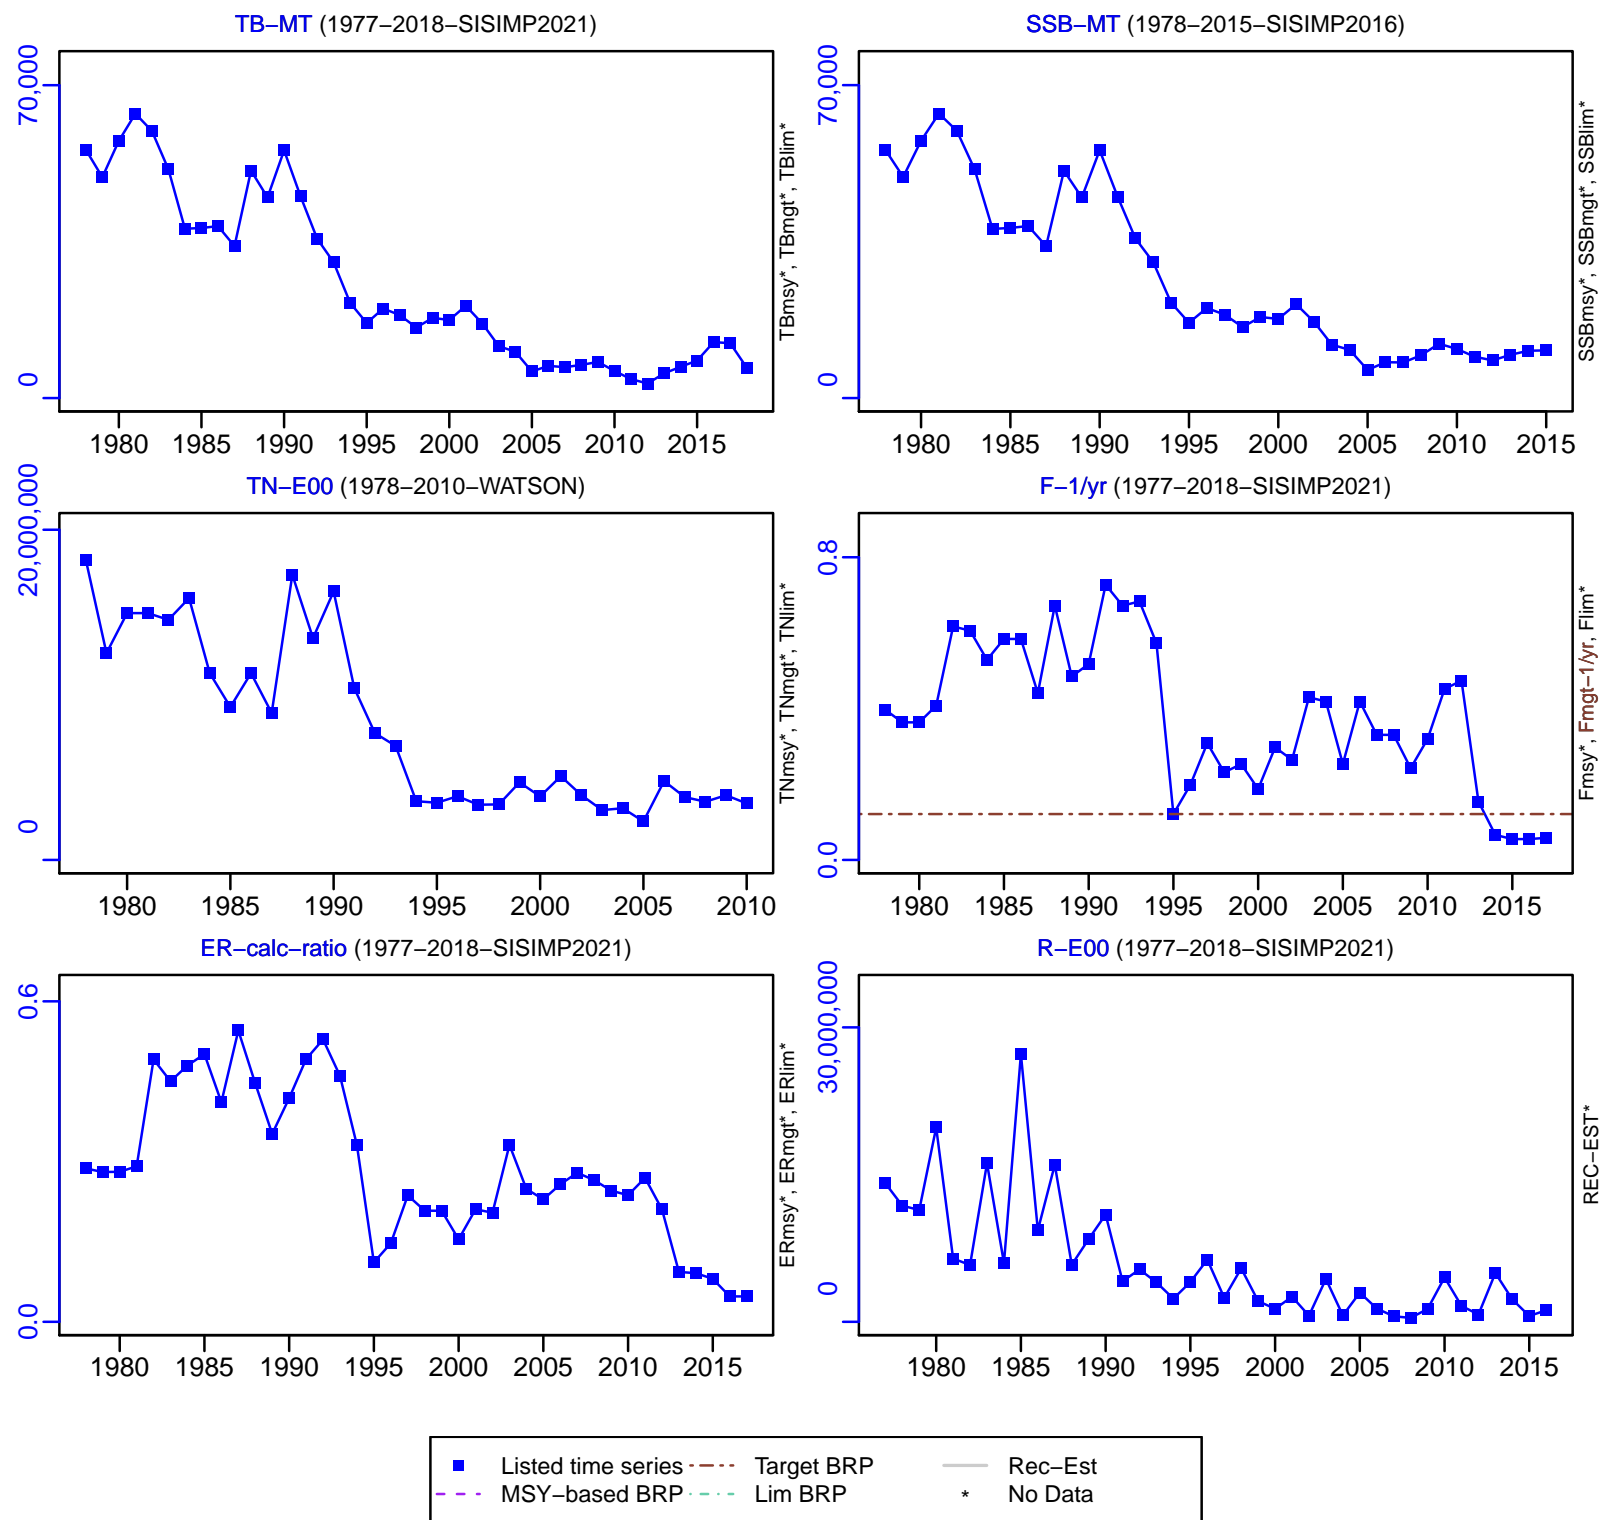 TB−MT (1977−2018−SISIMP2021)
70,000
0
TBmsy*, TBmgt*, TBlim*
1980 1985 1990 1995 2000 2005 2010 2015
SSB−MT (1978−2015−SISIMP2016)
70,000
0
SSBmsy*, SSBmgt*, SSBlim*
1980 1985 1990 1995 2000 2005 2010 2015
TN−E00 (1978−2010−WATSON)
20,000,000
0
TNmsy*, TNmgt*, TNlim*
1980 1985 1990 1995 2000 2005 2010
F−1/yr (1977−2018−SISIMP2021)
0.8
0.0
Fmsy*, Fmgt−1/yr, Flim*
1980 1985 1990 1995 2000 2005 2010 2015
ER−calc−ratio (1977−2018−SISIMP2021)
0.6
0.0
ERmsy*, ERmgt*, ERlim*
1980 1985 1990 1995 2000 2005 2010 2015
R−E00 (1977−2018−SISIMP2021)
30,000,000
0
REC−EST*
1980 1985 1990 1995 2000 2005 2010 2015
Listed time series Target BRP Rec−Est
MSY−based BRP Lim BRP * No Data